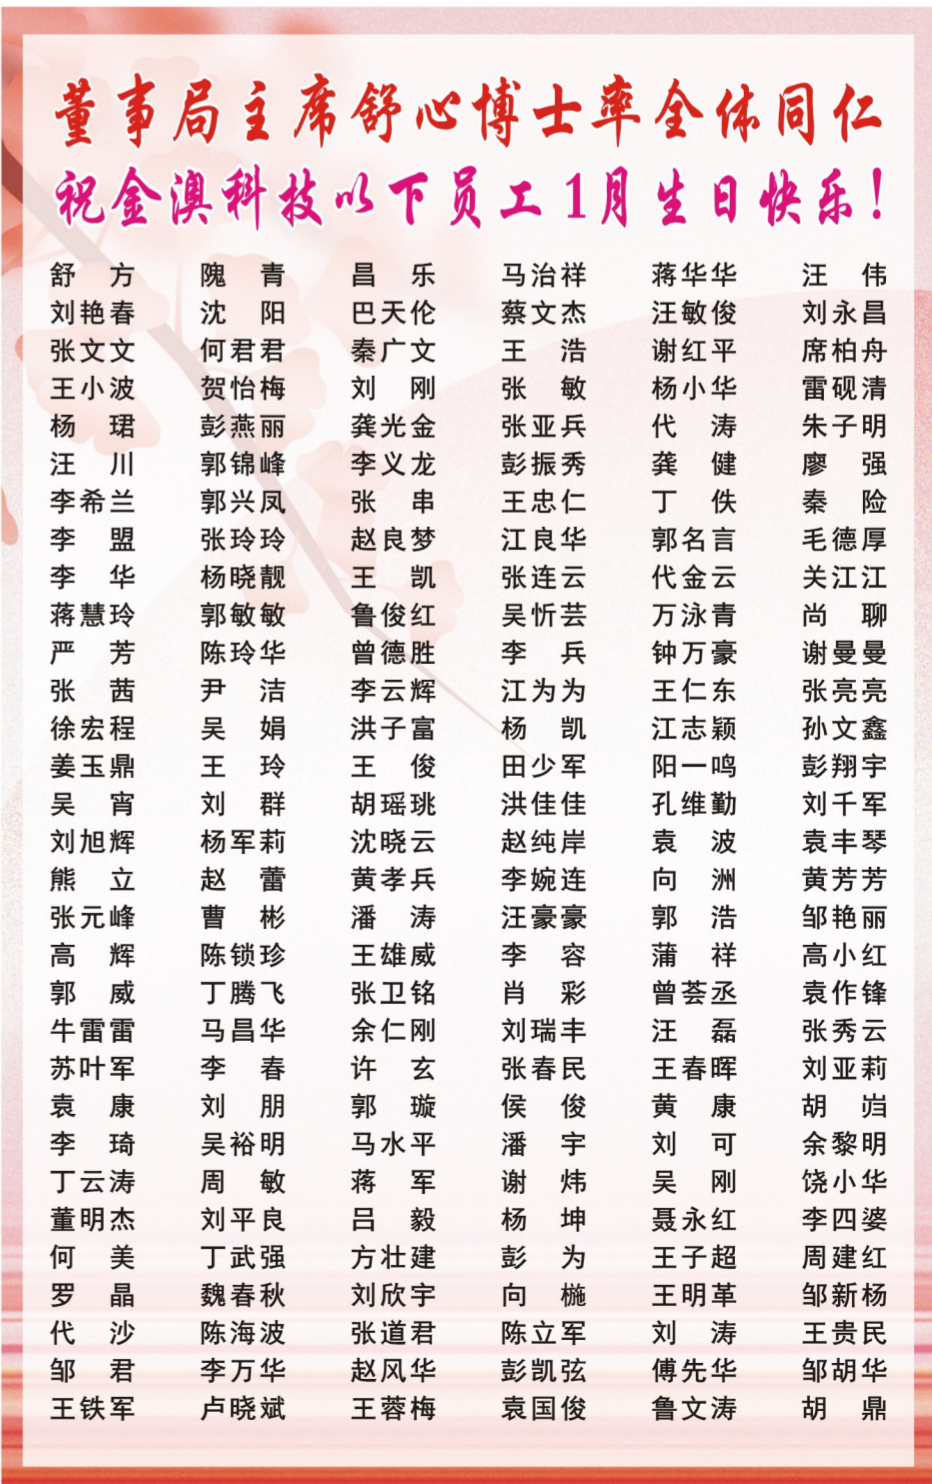 董事局主席舒心博士率全体同仁
祝金澳科技以下员工1月生日快乐!
舒方 隗青 昌乐 马治祥 蒋华华 汪伟
刘艳春 沈阳 巴天伦 蔡文杰 汪敏俊 刘永昌
张文文 何君君 秦广文 王浩 谢红平 席柏舟
王小波 贺怡梅 刘刚 张敏 杨小华 雷砚清
杨珺 彭燕丽 龚光金 张亚兵 代涛 朱子明
汪川 郭锦峰 李义龙 彭振秀 龚健 廖强
李希兰 郭兴凤 张串 王忠仁 丁佚 秦险
李盟 张玲玲 赵良梦 江良华 郭名言 毛德厚
李华 杨晓靓 王凯 张连云 代金云 关江江
蒋慧玲 郭敏敏 鲁俊红 吴忻芸 万泳青 尚聊
严芳 陈玲华 曾德胜 李兵 钟万豪 谢曼曼
张茜 尹洁 李云辉 江为为 王仁东 张亮亮
徐宏程 吴娟 洪子富 杨凯 江志颖 孙文鑫
姜玉鼎 王玲 王俊 田少军 阳一鸣 彭翔宇
吴宵 刘群 胡瑶珧 洪佳佳 孔维勤 刘千军
刘旭辉 杨军莉 沈晓云 赵纯岸 袁波 袁丰琴
熊立 赵蕾 黄孝兵 李婉连 向洲 黄芳芳
张元峰 曹彬 潘涛 汪豪豪 郭浩 邹艳丽
高辉 陈锁珍 王雄威 李容 蒲祥 高小红
郭威 丁腾飞 张卫铭 肖彩 曾荟丞 袁作锋
牛雷雷 马昌华 余仁刚 刘瑞丰 汪磊 张秀云
苏叶军 李春 许玄 张春民 王春晖 刘亚莉
袁康 刘朋 郭璇 侯俊 黄康 胡岿
李琦 吴裕明 马水平 潘宇 刘可 余黎明
丁云涛 周敏 蒋军 谢炜 吴刚 饶小华
董明杰 刘平良 吕毅 杨坤 聂永红 李四婆
何美 丁武强 方壮建 彭为 王子超 周建红
罗晶 魏春秋 刘欣宇 向樾 王明革 邹新杨
代沙 陈海波 张道君 陈立军 刘涛 王贵民
邹君 李万华 赵风华 彭凯弦 傅先华 邹胡华
王铁军 卢晓斌 王蓉梅 袁国俊 鲁文涛 胡鼎